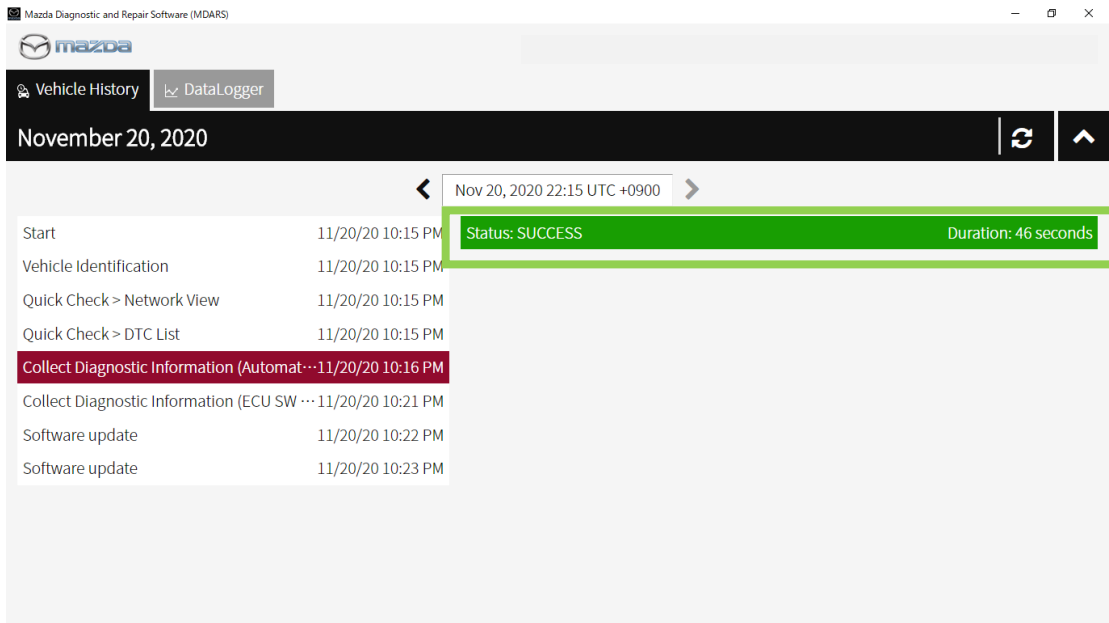 Mazda Diagnostic and Repair Software (MDARS)
mazda
Vehicle History
DataLogger
November 20, 2020
Nov 20, 2020 22:15 UTC +0900
Start 11/20/20 10:15 PM
Status: SUCCESS Duration: 46 seconds
Vehicle Identification 11/20/20 10:15 PM
Quick Check > Network View 11/20/20 10:15 PM
Quick Check > DTC List 11/20/20 10:15 PM
Collect Diagnostic Information (Automat⋯11/20/20 10:16 PM
Collect Diagnostic Information (ECU SW ⋯11/20/20 10:21 PM
Software update 11/20/20 10:22 PM
Software update 11/20/20 10:23 PM